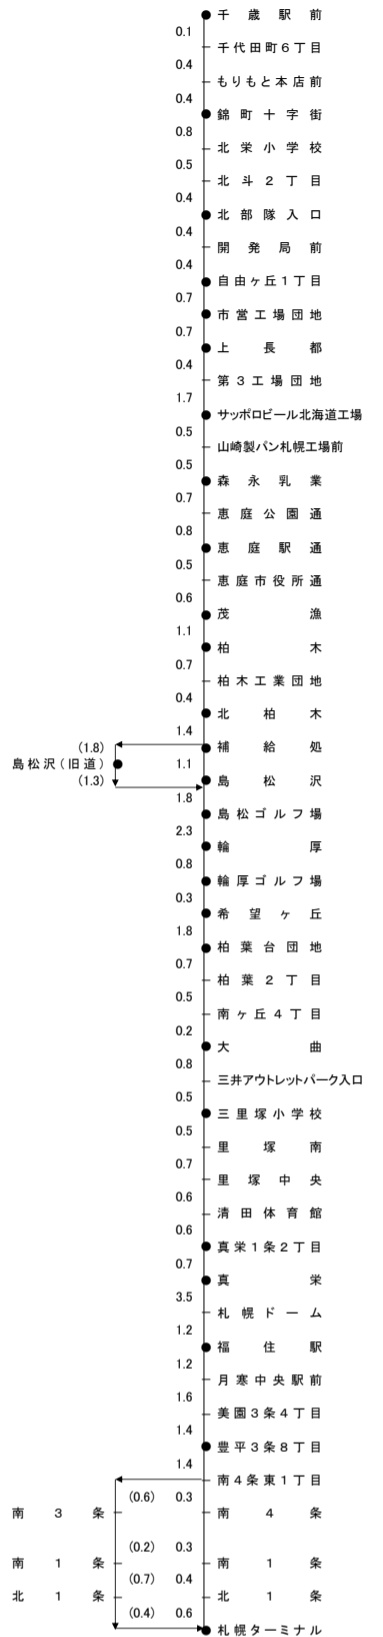 千歳駅前
0.1
千代田町6丁目
0.4
もりもと本店前
0.4
錦町十字街
0.8
北栄小学校
0.5
北斗2丁目
0.4
北部隊入口
0.4
開発局前
0.4
自由ヶ丘1丁目
0.7
市営工場団地
0.7
上長都
0.4
第3工場団地
1.7
サッポロビール北海道工場
0.5
山崎製パン札幌工場前
0.5
森永乳業
0.7
恵庭公園通
0.8
恵庭駅通
0.5
恵庭市役所通
0.6
茂漁
1.1
柏木
0.7
柏木工業団地
0.4
北柏木
1.4
補給処
(1.8)
島松沢(旧道) 1.1
(1.3)
島松沢
1.8
島松ゴルフ場
2.3
輪厚
0.8
輪厚ゴルフ場
0.3
希望ヶ丘
1.8
柏葉台団地
0.7
柏葉2丁目
0.5
南ヶ丘4丁目
0.2
大曲
0.8
三井アウトレットパーク入口
0.5
三里塚小学校
0.5
里塚南
0.7
里塚中央
0.6
清田体育館
0.6
真栄1条2丁目
0.7
真栄
3.5
札幌ドーム
1.2
福住駅
1.2
月寒中央駅前
1.6
美園3条4丁目
1.4
豊平3条8丁目
1.4
南4条東1丁目
(0.6) 0.3
南3条 南4条
(0.2) 0.3
南1条 南1条
(0.7) 0.4
北1条 北1条
(0.4) 0.6
札幌ターミナル